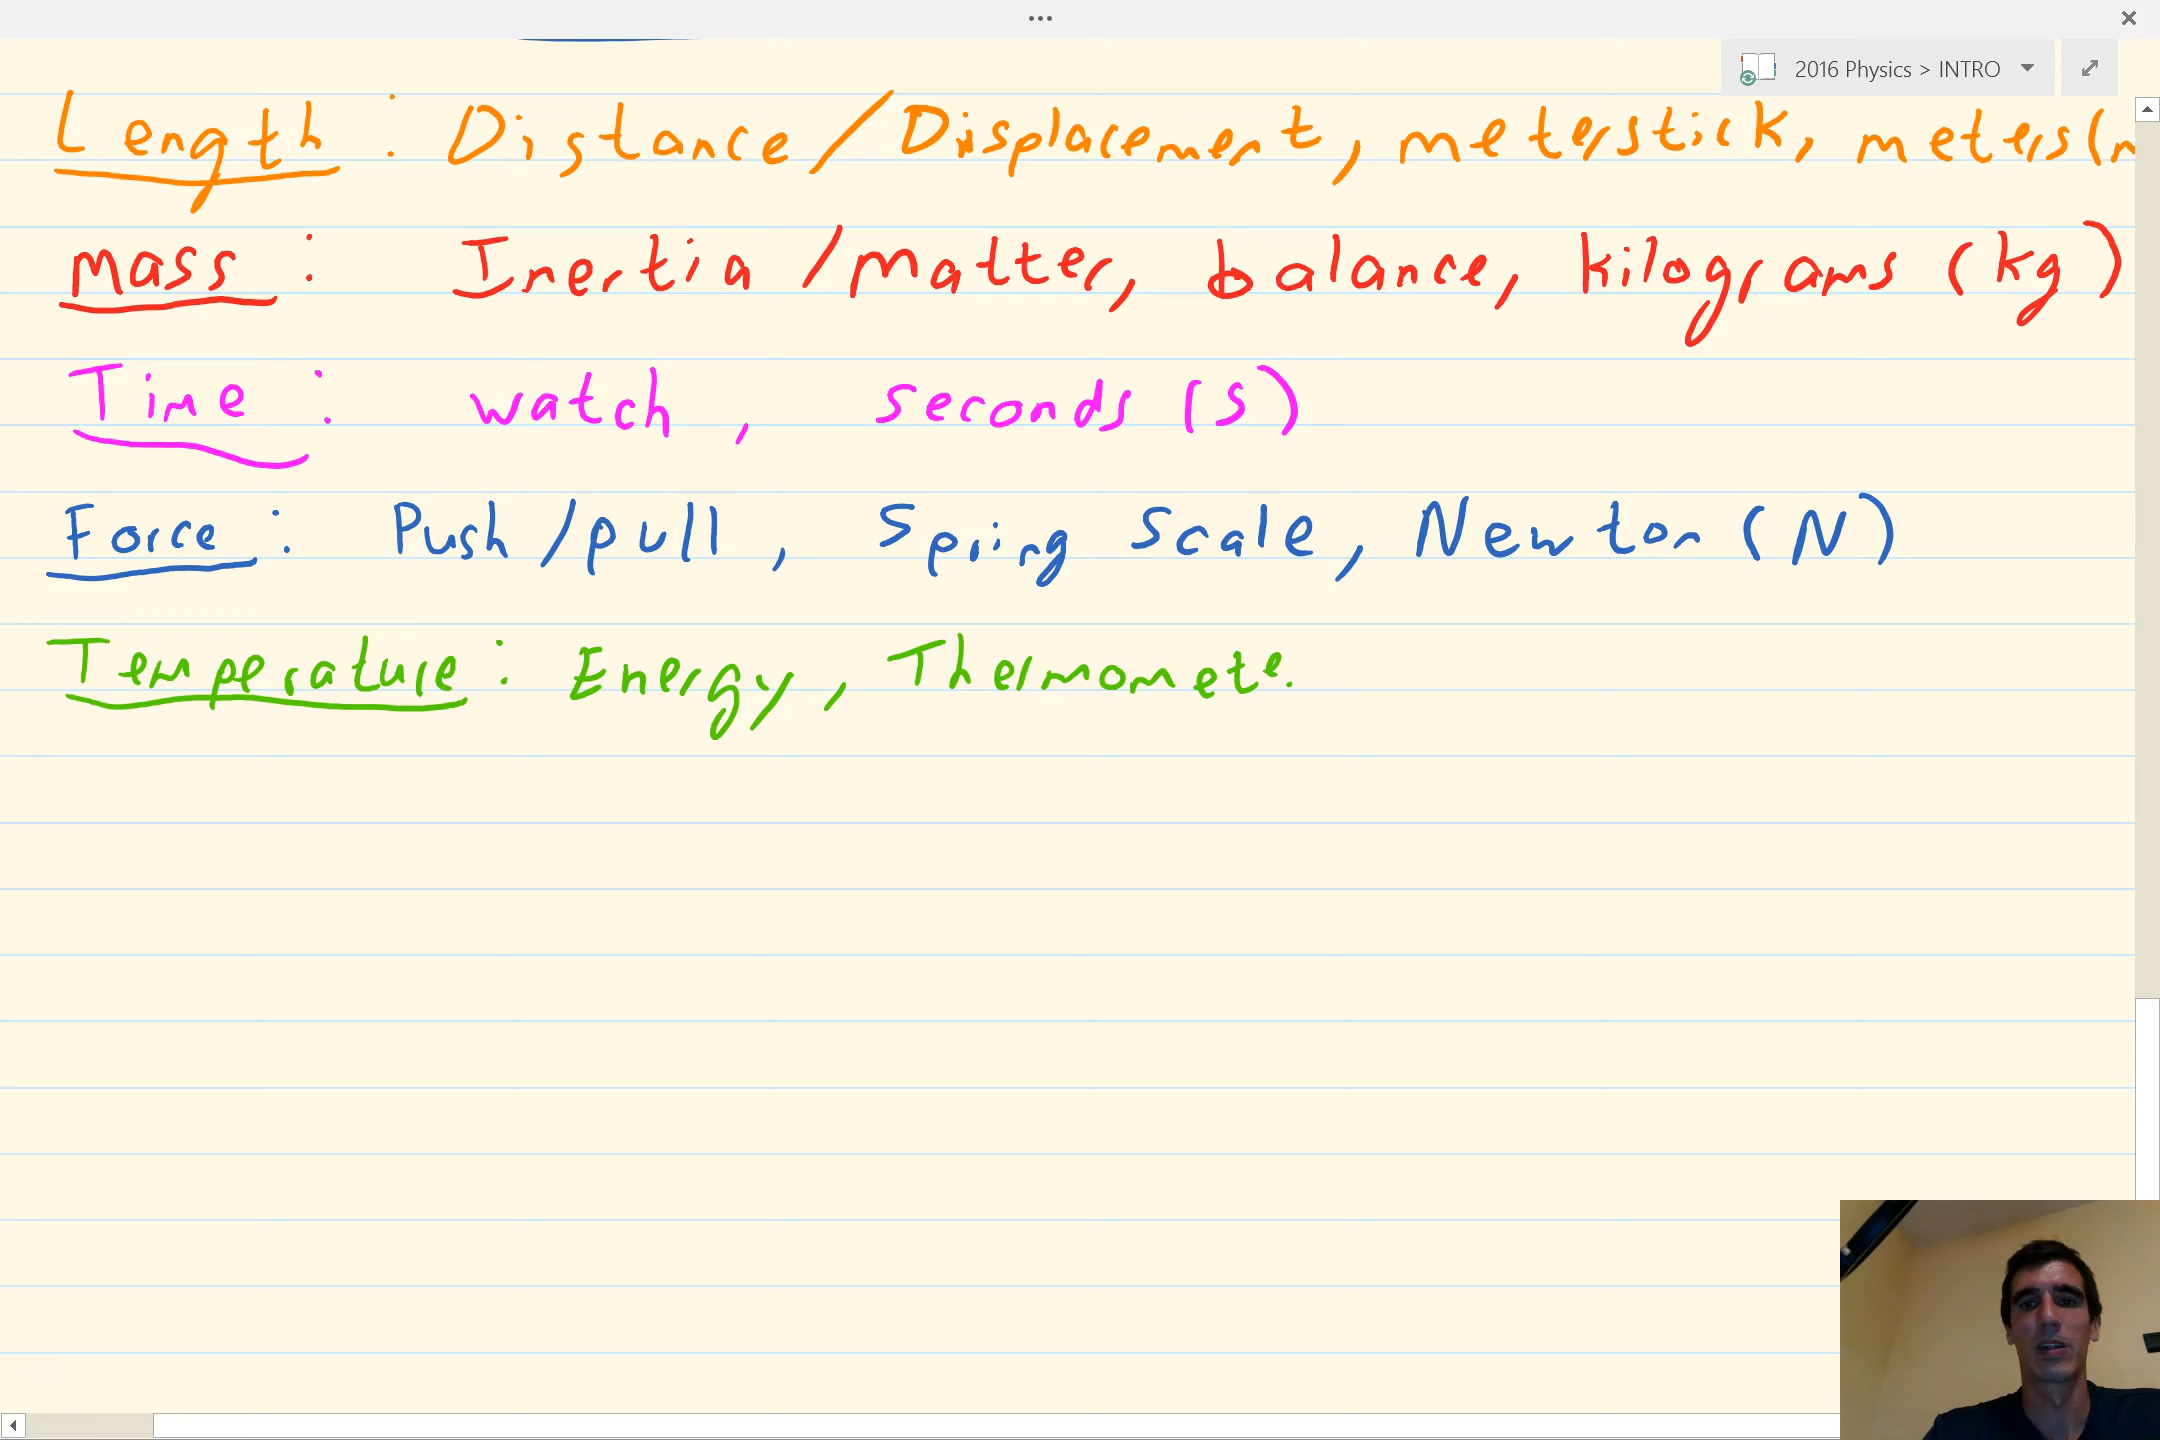 2016 Physics > INTRO
Length : Distance/Displacement, meterstick, meters(m
Mass : Inertia /Matter, balance, kilograms (kg)
Time : watch, seconds (s)
Force : Push/pull, Spring Scale, Newton (N)
Temperature : Energy, Thermometer